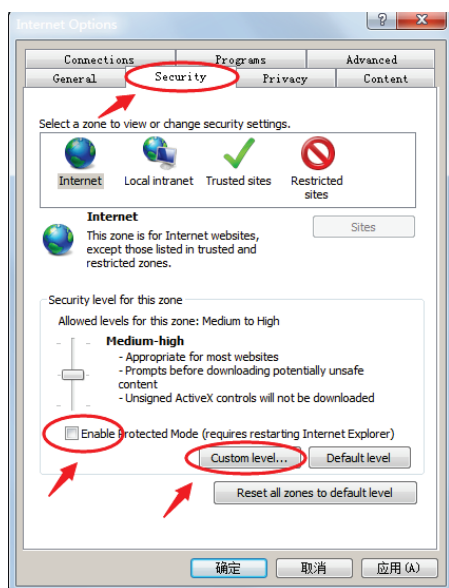 Internet Options
Connections Programs Advanced
General Security Privacy Content
Select a zone to view or change security settings.
Internet Local intranet Trusted sites Restricted
sites
Internet
This zone is for Internet websites,
except those listed in trusted and
restricted zones.
Sites
Security level for this zone
Allowed levels for this zone: Medium to High
Medium-high
- Appropriate for most websites
- Prompts before downloading potentially unsafe
content
- Unsigned ActiveX controls will not be downloaded
Enable Protected Mode (requires restarting Internet Explorer)
Custom level... Default level
Reset all zones to default level
确定 取消 应用(A)